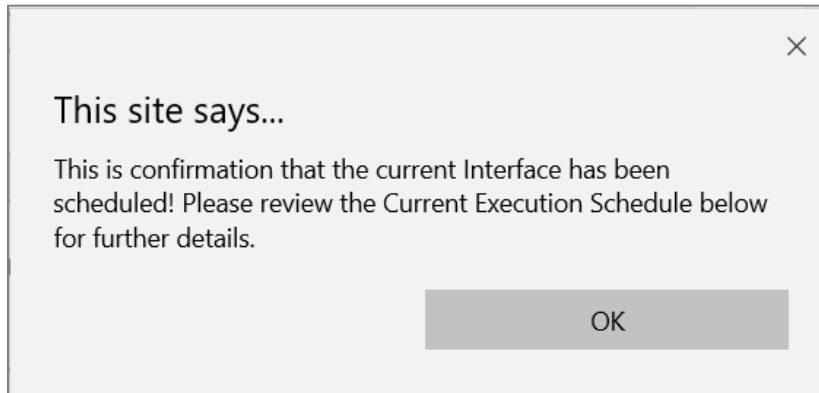 This site says...
This is confirmation that the current Interface has been
scheduled! Please review the Current Execution Schedule below
for further details.
OK